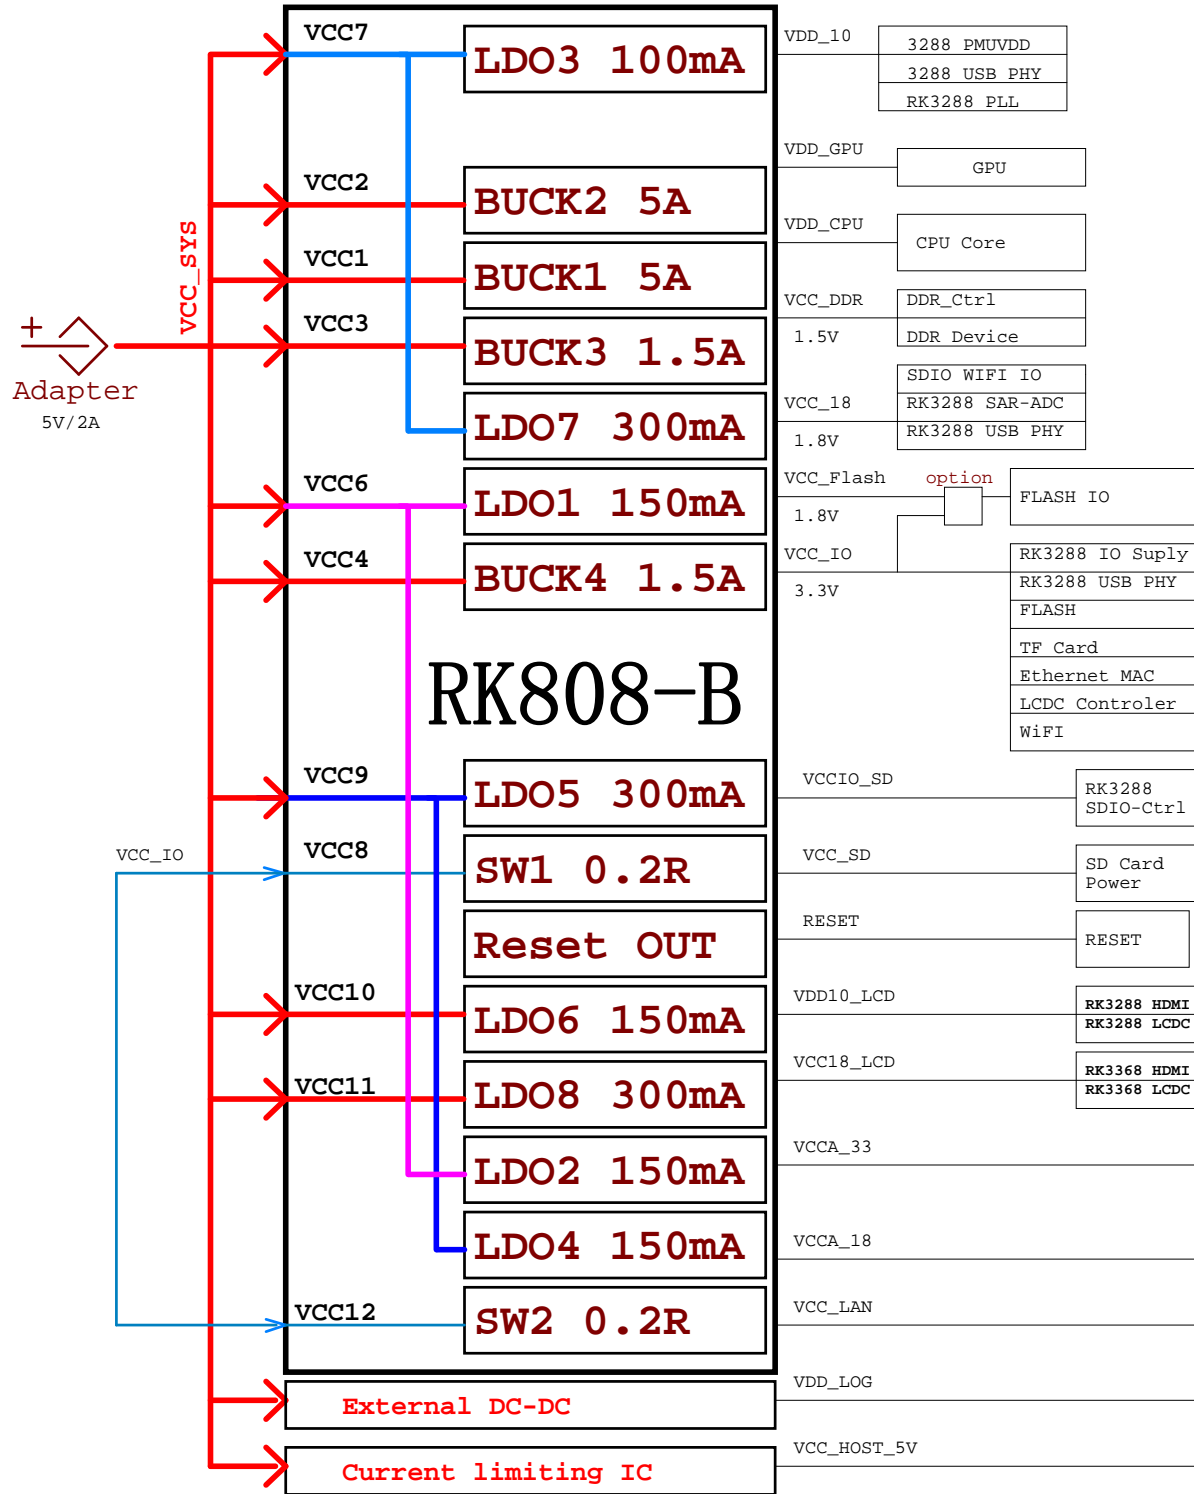 VCC7
LDO3 100mA
VDD_10
3288 PMUVDD
3288 USB PHY
RK3288 PLL
VCC2
BUCK2 5A
VDD_GPU
GPU
VCC_SYS
VCC1
BUCK1 5A
VDD_CPU
CPU Core
VCC3
BUCK3 1.5A
VCC_DDR
1.5V
DDR_Ctrl
DDR Device
+
Adapter
5V/2A
LDO7 300mA
VCC_18
1.8V
SDIO WIFI IO
RK3288 SAR-ADC
RK3288 USB PHY
VCC6
LDO1 150mA
VCC_Flash
1.8V
option
FLASH IO
VCC4
BUCK4 1.5A
VCC_IO
3.3V
RK3288 IO Suply
RK3288 USB PHY
FLASH
TF Card
Ethernet MAC
LCDC Controler
WiFI
RK808-B
VCC9
LDO5 300mA
VCCIO_SD
RK3288
SDIO-Ctrl
VCC_IO
VCC8
SW1 0.2R
VCC_SD
SD Card
Power
Reset OUT
RESET
RESET
VCC10
LDO6 150mA
VDD10_LCD
RK3288 HDMI
RK3288 LCDC
VCC11
LDO8 300mA
VCC18_LCD
RK3368 HDMI
RK3368 LCDC
LDO2 150mA
VCCA_33
LDO4 150mA
VCCA_18
VCC12
SW2 0.2R
VCC_LAN
External DC-DC
VDD_LOG
Current limiting IC
VCC_HOST_5V